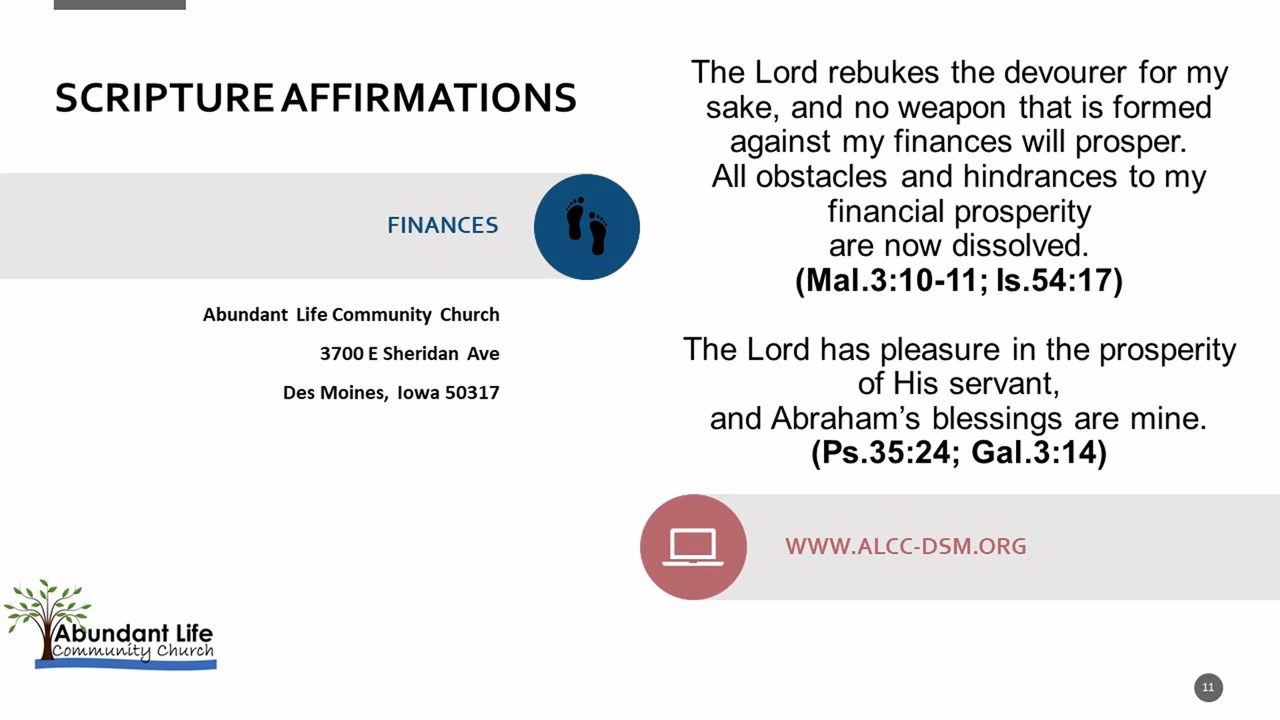 SCRIPTURE AFFIRMATIONS
FINANCES
Abundant Life Community Church
3700 E Sheridan Ave
Des Moines, Iowa 50317
The Lord rebukes the devourer for my
sake, and no weapon that is formed
against my finances will prosper.
All obstacles and hindrances to my
financial prosperity
are now dissolved.
(Mal.3:10-11; Is.54:17)
The Lord has pleasure in the prosperity
of His servant,
and Abraham’s blessings are mine.
(Ps.35:24; Gal.3:14)
WWW.ALCC-DSM.ORG
Abundant Life
Community Church
11